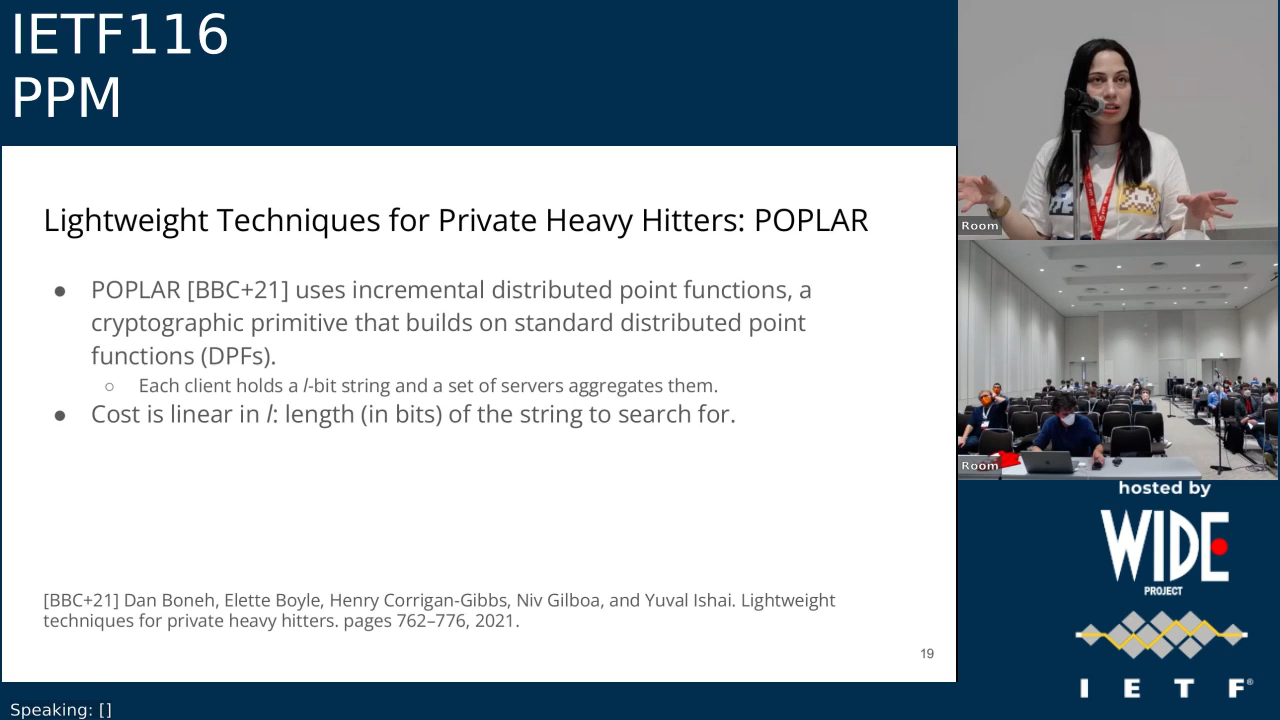 IETF116
PPM
Lightweight Techniques for Private Heavy Hitters: POPLAR
● POPLAR [BBC+21] uses incremental distributed point functions, a
cryptographic primitive that builds on standard distributed point
functions (DPFs).
○ Each client holds a l-bit string and a set of servers aggregates them.
● Cost is linear in l: length (in bits) of the string to search for.
[BBC+21] Dan Boneh, Elette Boyle, Henry Corrigan-Gibbs, Niv Gilboa, and Yuval Ishai. Lightweight
techniques for private heavy hitters. pages 762–776, 2021.
19
Speaking: []
Room
Room
hosted by
WIDE
PROJECT
I E T F®